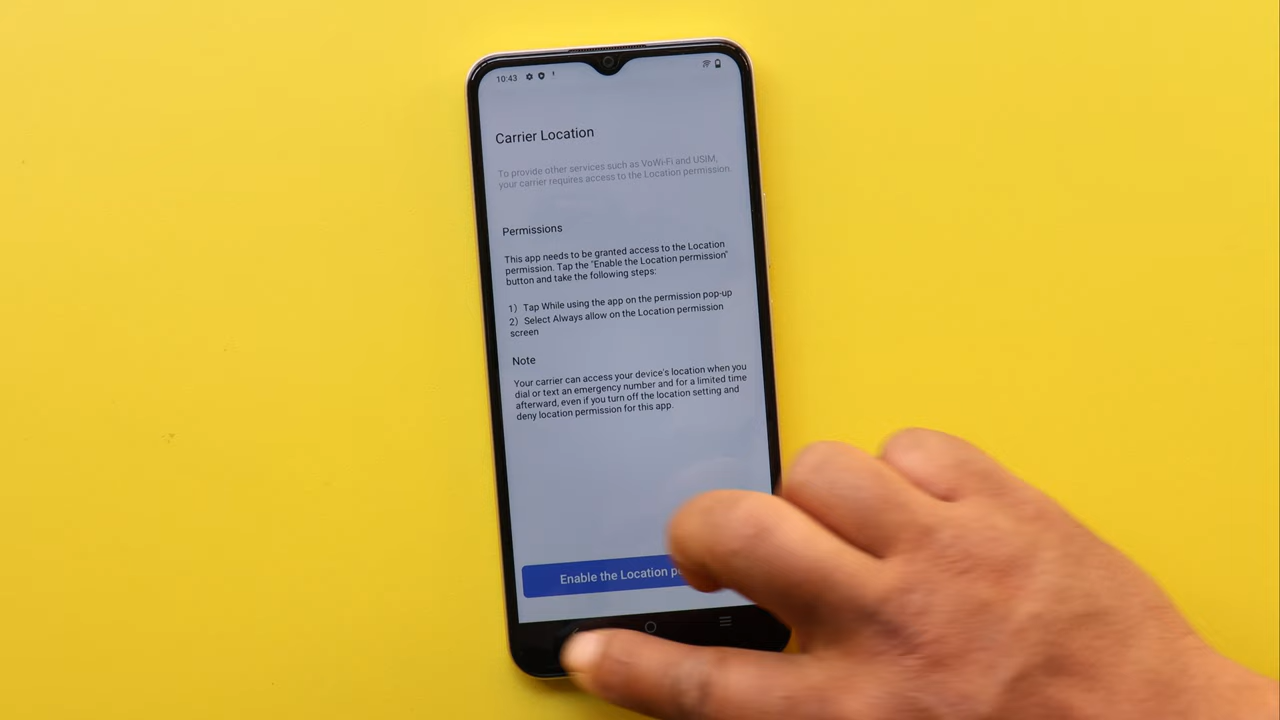 10:43
Carrier Location
To provide other services such as VoWi-Fi and USIM,
your carrier requires access to the Location permission.
Permissions
This app needs to be granted access to the Location
permission. Tap the "Enable the Location permission"
button and take the following steps:
1) Tap While using the app on the permission pop-up
2) Select Always allow on the Location permission
screen
Note
Your carrier can access your device's location when you
dial or text an emergency number and for a limited time
afterward, even if you turn off the location setting and
deny location permission for this app.
Enable the Location